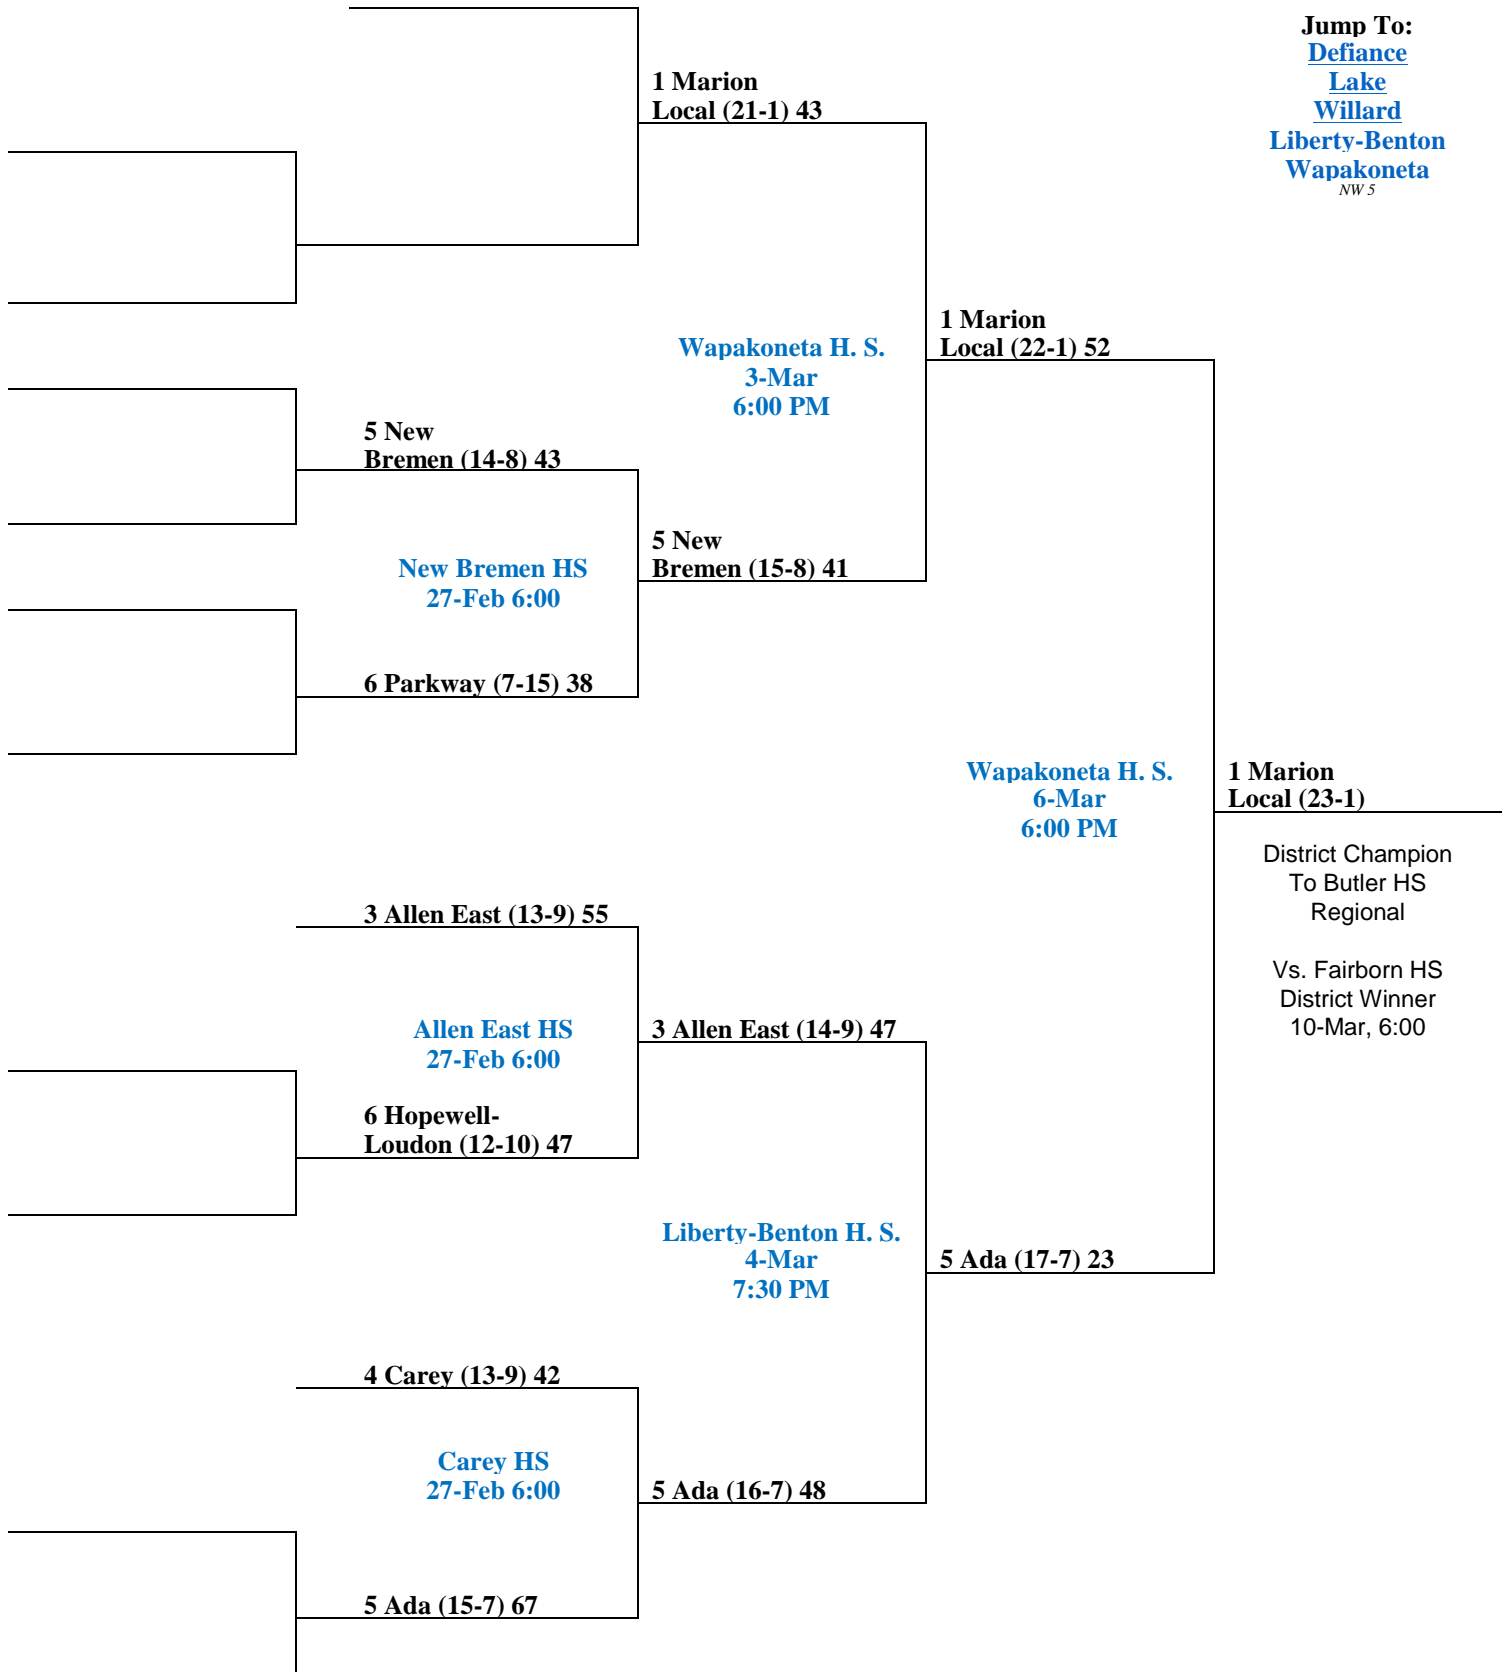 Jump To:
Defiance
Lake
Willard
Liberty-Benton
Wapakoneta
NW 5
1 Marion
Local (21-1) 43
1 Marion
Local (22-1) 52
Wapakoneta H. S.
3-Mar
6:00 PM
5 New
Bremen (14-8) 43
New Bremen HS
27-Feb 6:00
5 New
Bremen (15-8) 41
6 Parkway (7-15) 38
Wapakoneta H. S.
6-Mar
6:00 PM
1 Marion
Local (23-1)
District Champion
To Butler HS
Regional
Vs. Fairborn HS
District Winner
10-Mar, 6:00
3 Allen East (13-9) 55
Allen East HS
27-Feb 6:00
3 Allen East (14-9) 47
6 Hopewell-
Loudon (12-10) 47
Liberty-Benton H. S.
4-Mar
7:30 PM
5 Ada (17-7) 23
4 Carey (13-9) 42
Carey HS
27-Feb 6:00
5 Ada (16-7) 48
5 Ada (15-7) 67